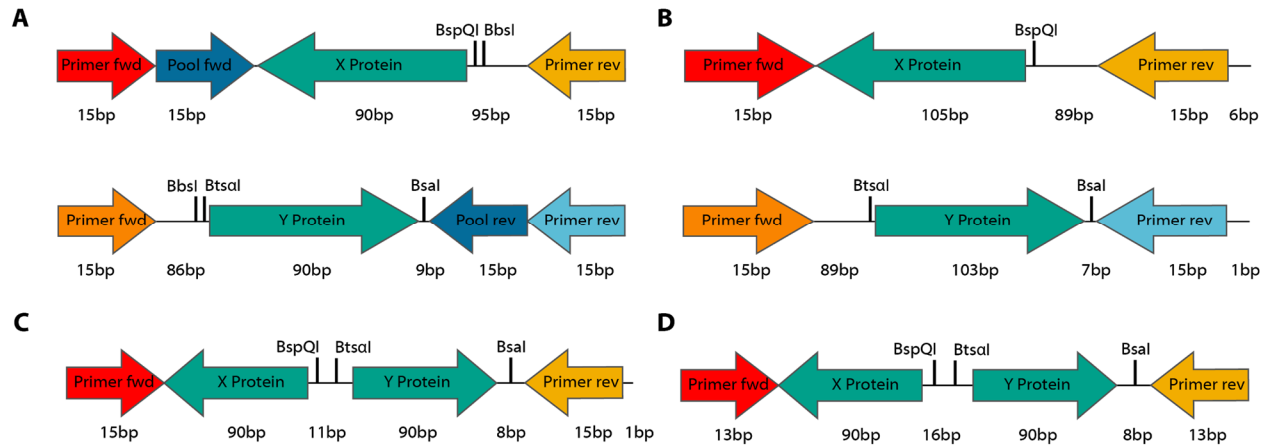 A
BspQI BbsI
Primer fwd Pool fwd X Protein Primer rev
15bp 15bp 90bp 95bp 15bp
BbsI BtsαI BsaI
Primer fwd Y Protein Pool rev Primer rev
15bp 86bp 90bp 9bp 15bp 15bp
B
BspQI
Primer fwd X Protein Primer rev
15bp 105bp 89bp 15bp 6bp
BtsαI BsaI
Primer fwd Y Protein Primer rev
15bp 89bp 103bp 7bp 15bp 1bp
C
BspQI BtsαI BsaI
Primer fwd X Protein Y Protein Primer rev
15bp 90bp 11bp 90bp 8bp 15bp 1bp
D
BspQI BtsαI BsaI
Primer fwd X Protein Y Protein Primer rev
13bp 90bp 16bp 90bp 8bp 13bp